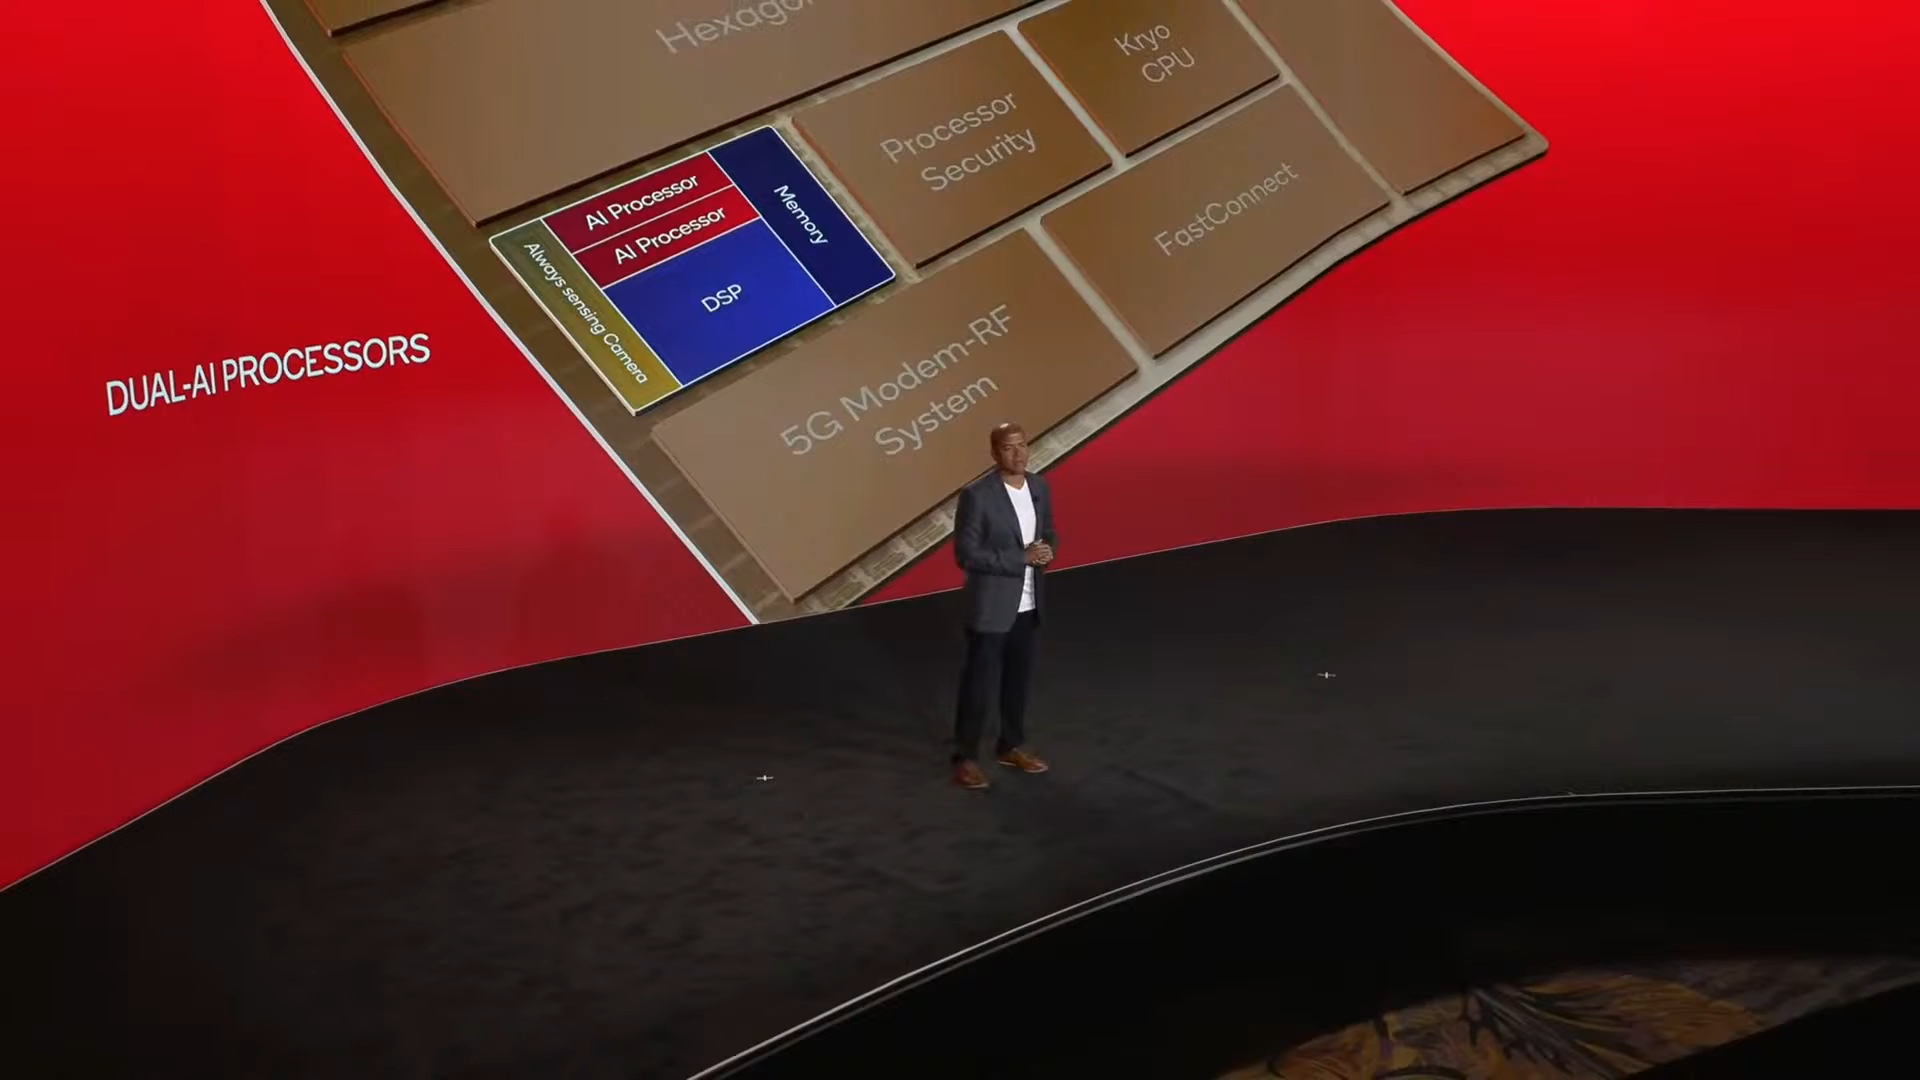 Hexagon
Kryo
CPU
Processor
Security
AI Processor
AI Processor
Memory
Always sensing Camera
DSP
FastConnect
5G Modem-RF
System
DUAL-AI PROCESSORS